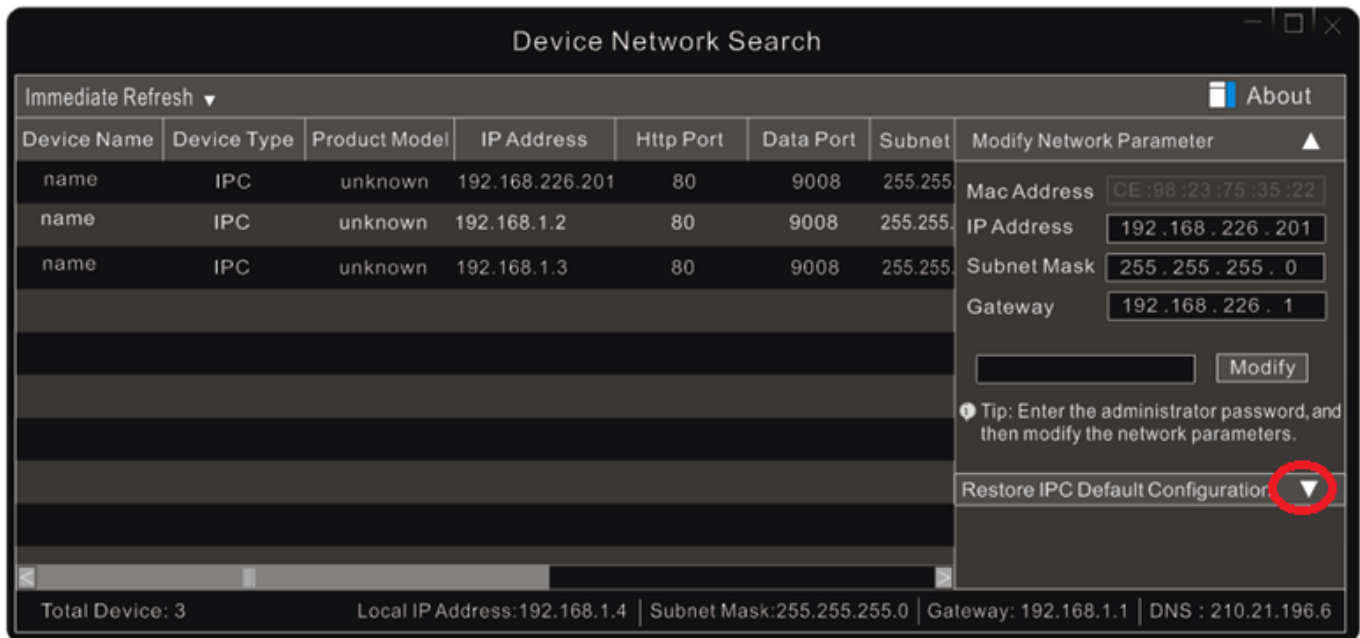 Device Network Search
Immediate Refresh
About
Device Name Device Type Product Model IP Address Http Port Data Port Subnet
name IPC unknown 192.168.226.201 80 9008 255.255.
name IPC unknown 192.168.1.2 80 9008 255.255.
name IPC unknown 192.168.1.3 80 9008 255.255.
Modify Network Parameter
Mac Address CE :98 :23 :75 :35 :22
IP Address 192 .168 . 226 . 201
Subnet Mask 255 . 255 . 255 . 0
Gateway 192 .168 . 226 . 1
Modify
Tip: Enter the administrator password, and
then modify the network parameters.
Restore IPC Default Configuration
Total Device: 3 Local IP Address:192.168.1.4 Subnet Mask:255.255.255.0 Gateway: 192.168.1.1 DNS : 210.21.196.6